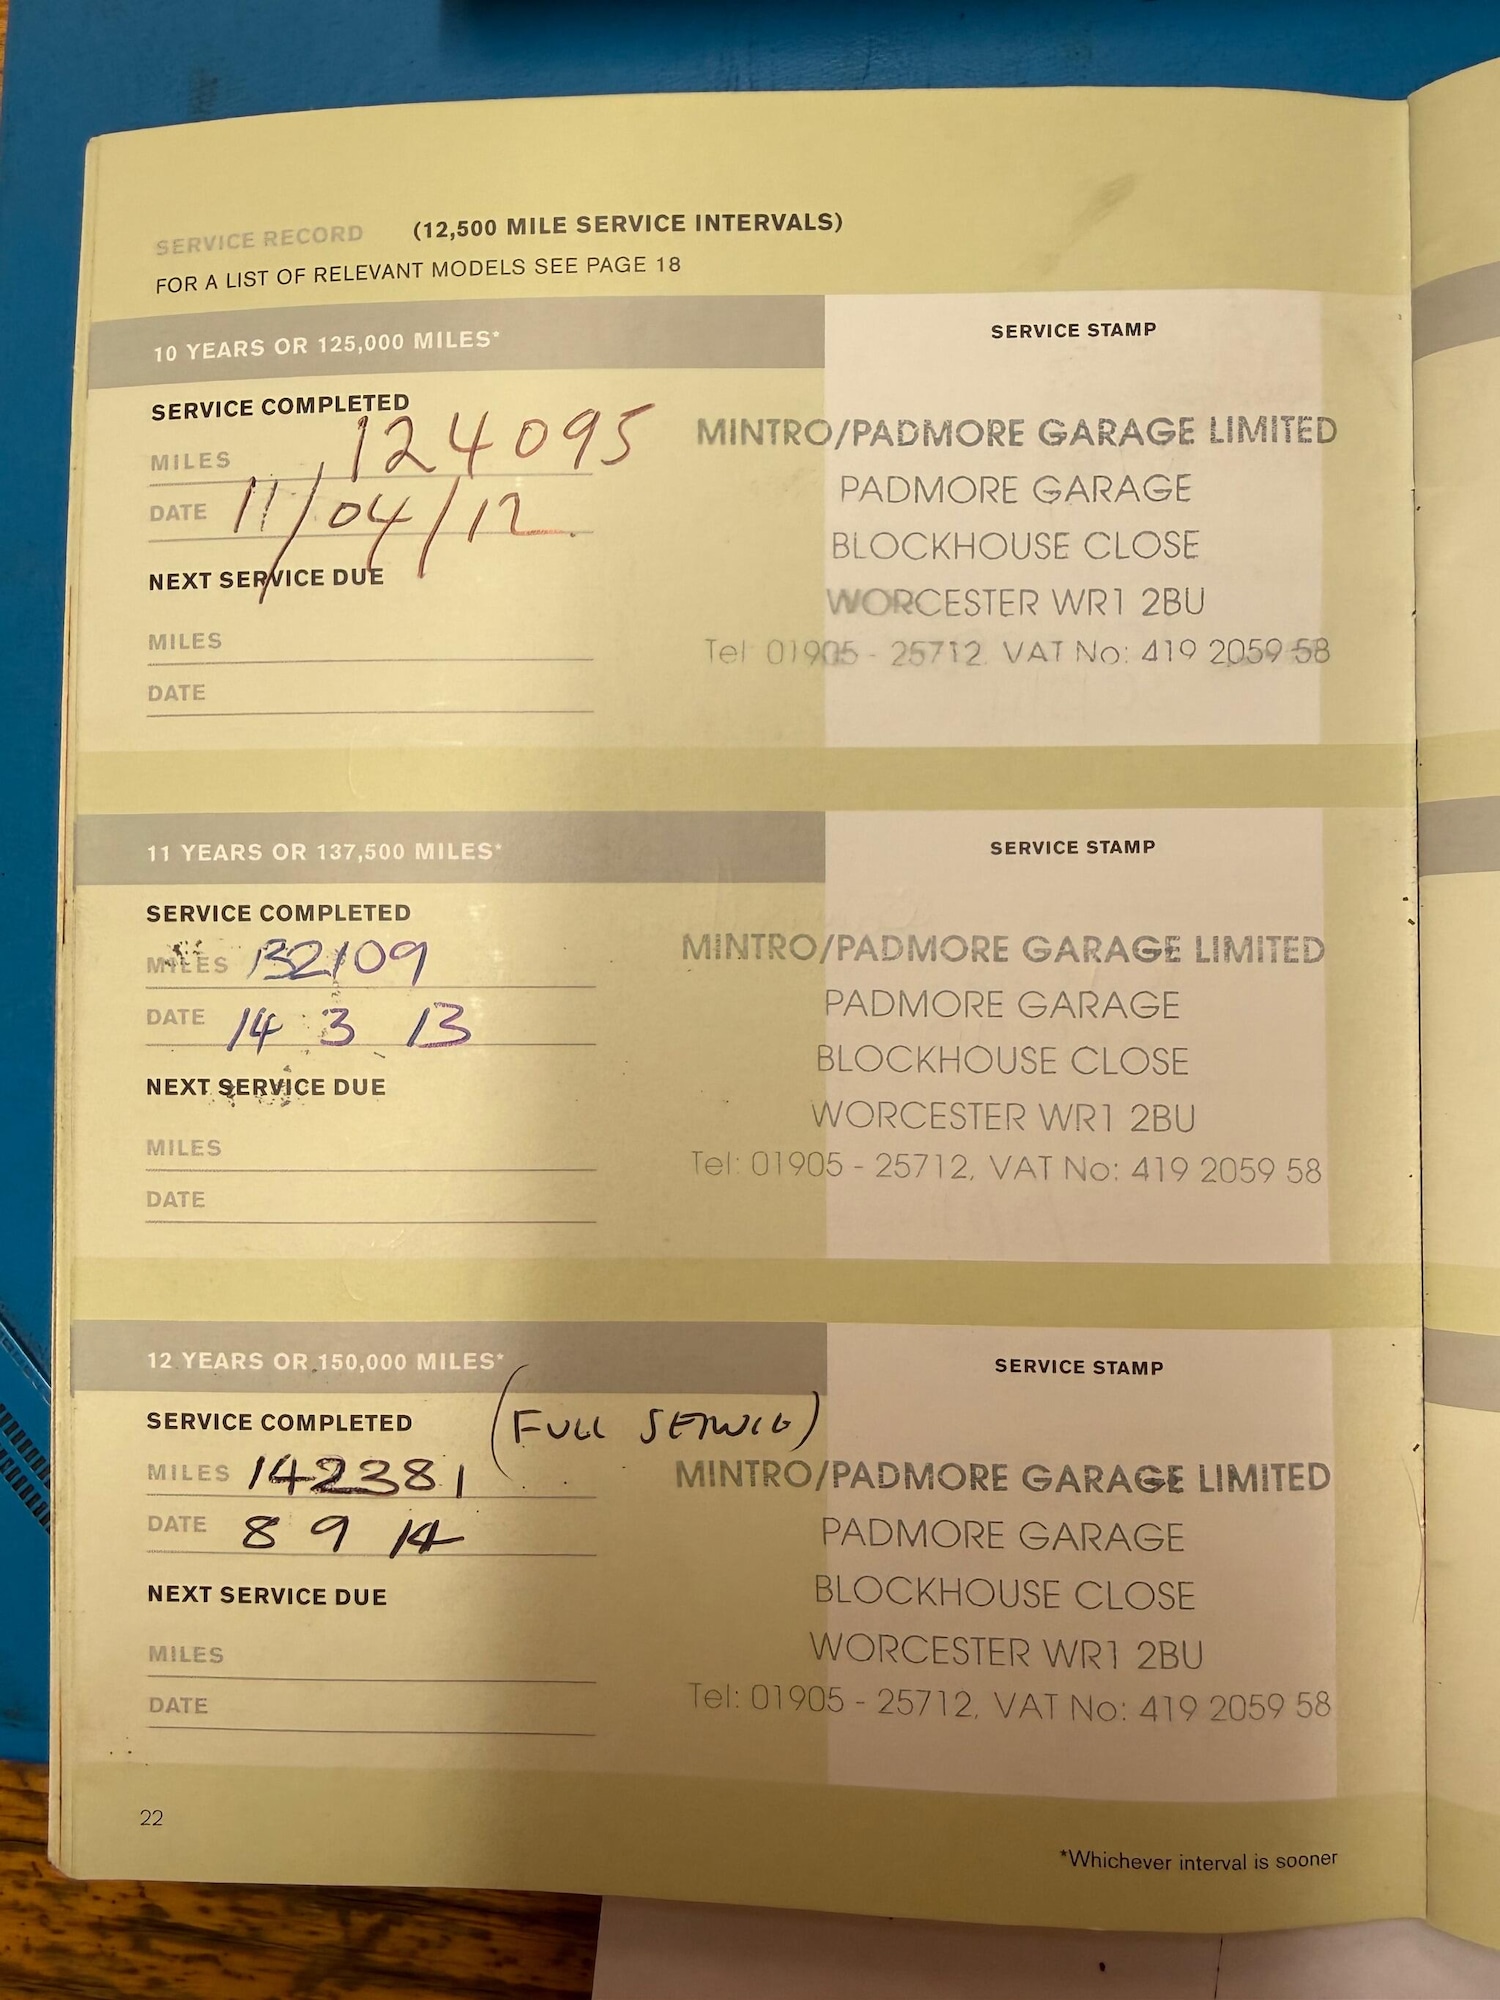 SERVICE RECORD (12,500 MILE SERVICE INTERVALS)
FOR A LIST OF RELEVANT MODELS SEE PAGE 18
10 YEARS OR 125,000 MILES*
SERVICE STAMP
SERVICE COMPLETED
MILES 124095
DATE 11/04/12
NEXT SERVICE DUE
MILES
DATE
MINTRO/PADMORE GARAGE LIMITED
PADMORE GARAGE
BLOCKHOUSE CLOSE
WORCESTER WR1 2BU
Tel: 01905 - 25712, VAT No: 419 2059 58
11 YEARS OR 137,500 MILES*
SERVICE STAMP
SERVICE COMPLETED
MILES 132109
DATE 14 3 13
NEXT SERVICE DUE
MILES
DATE
MINTRO/PADMORE GARAGE LIMITED
PADMORE GARAGE
BLOCKHOUSE CLOSE
WORCESTER WR1 2BU
Tel: 01905 - 25712, VAT No: 419 2059 58
12 YEARS OR 150,000 MILES*
SERVICE STAMP
SERVICE COMPLETED (FULL SERVICE)
MILES 142381
DATE 8 9 14
NEXT SERVICE DUE
MILES
DATE
MINTRO/PADMORE GARAGE LIMITED
PADMORE GARAGE
BLOCKHOUSE CLOSE
WORCESTER WR1 2BU
Tel: 01905 - 25712, VAT No: 419 2059 58
22
*Whichever interval is sooner